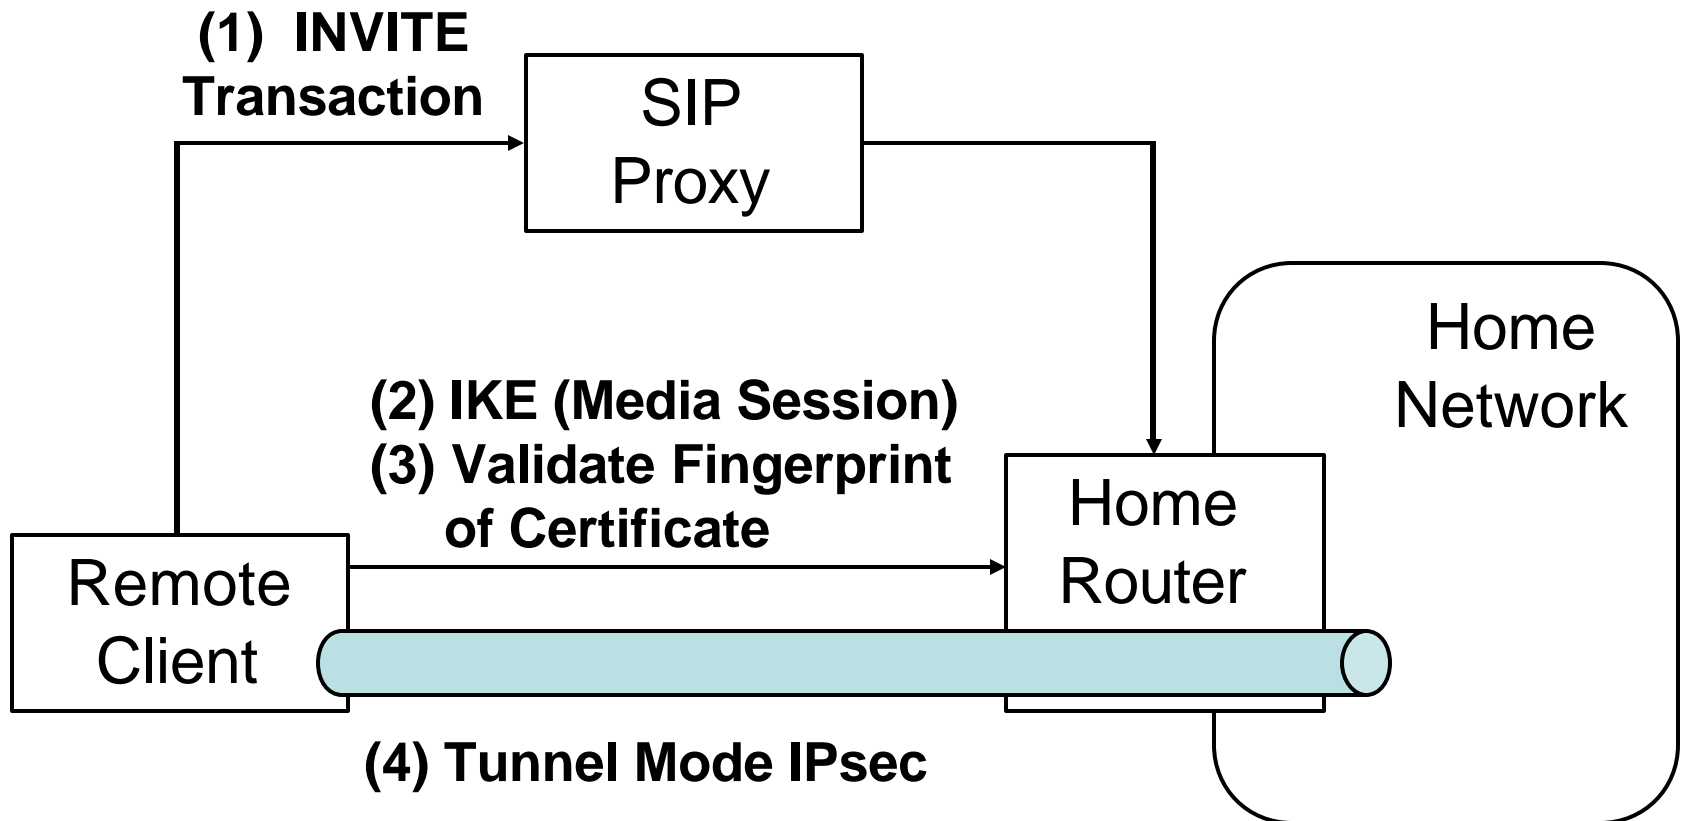 (1) INVITE
Transaction
SIP
Proxy
Home
Network
(2) IKE (Media Session)
(3) Validate Fingerprint
of Certificate
Home
Router
Remote
Client
(4) Tunnel Mode IPsec